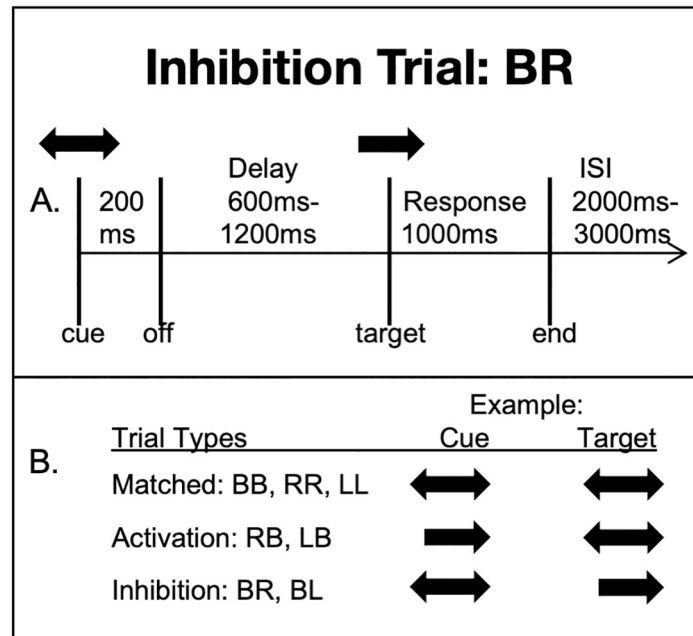 Inhibition Trial: BR
Delay
ISI
A.
200
600ms-
Response
2000ms-
ms
1200ms
1000ms
3000ms
cue
off
target
end
Example:
B.
Trial Types
Cue
Target
Matched: BB, RR, LL
Activation: RB, LB
Inhibition: BR, BL